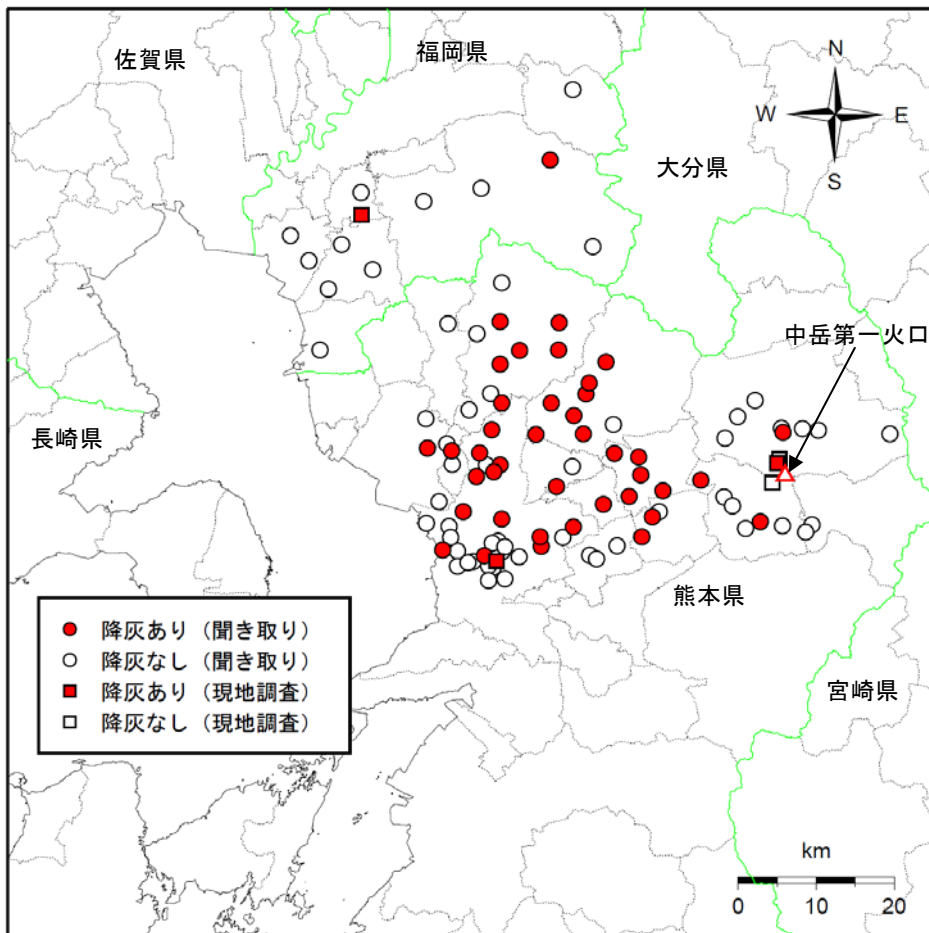 佐賀県
福岡県
N
W
E
S
大分県
中岳第一火口
長崎県
熊本県
降灰あり（聞き取り）
降灰なし（聞き取り）
降灰あり（現地調査）
降灰なし（現地調査）
宮崎県
km
0 10 20